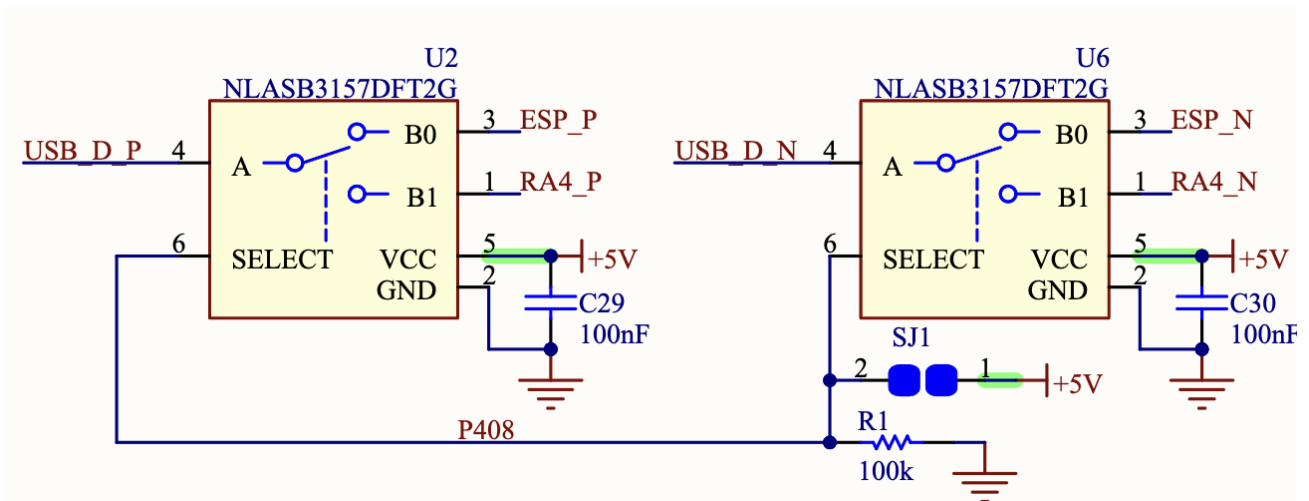 U2
NLASB3157DFT2G
USB_D_P 4 A B0 3 ESP_P
B1 1 RA4_P
6 SELECT VCC 5 +5V
GND 2
C29
100nF
U6
NLASB3157DFT2G
USB_D_N 4 A B0 3 ESP_N
B1 1 RA4_N
6 SELECT VCC 5 +5V
GND 2
C30
100nF
SJ1
2 1 +5V
P408
R1
100k